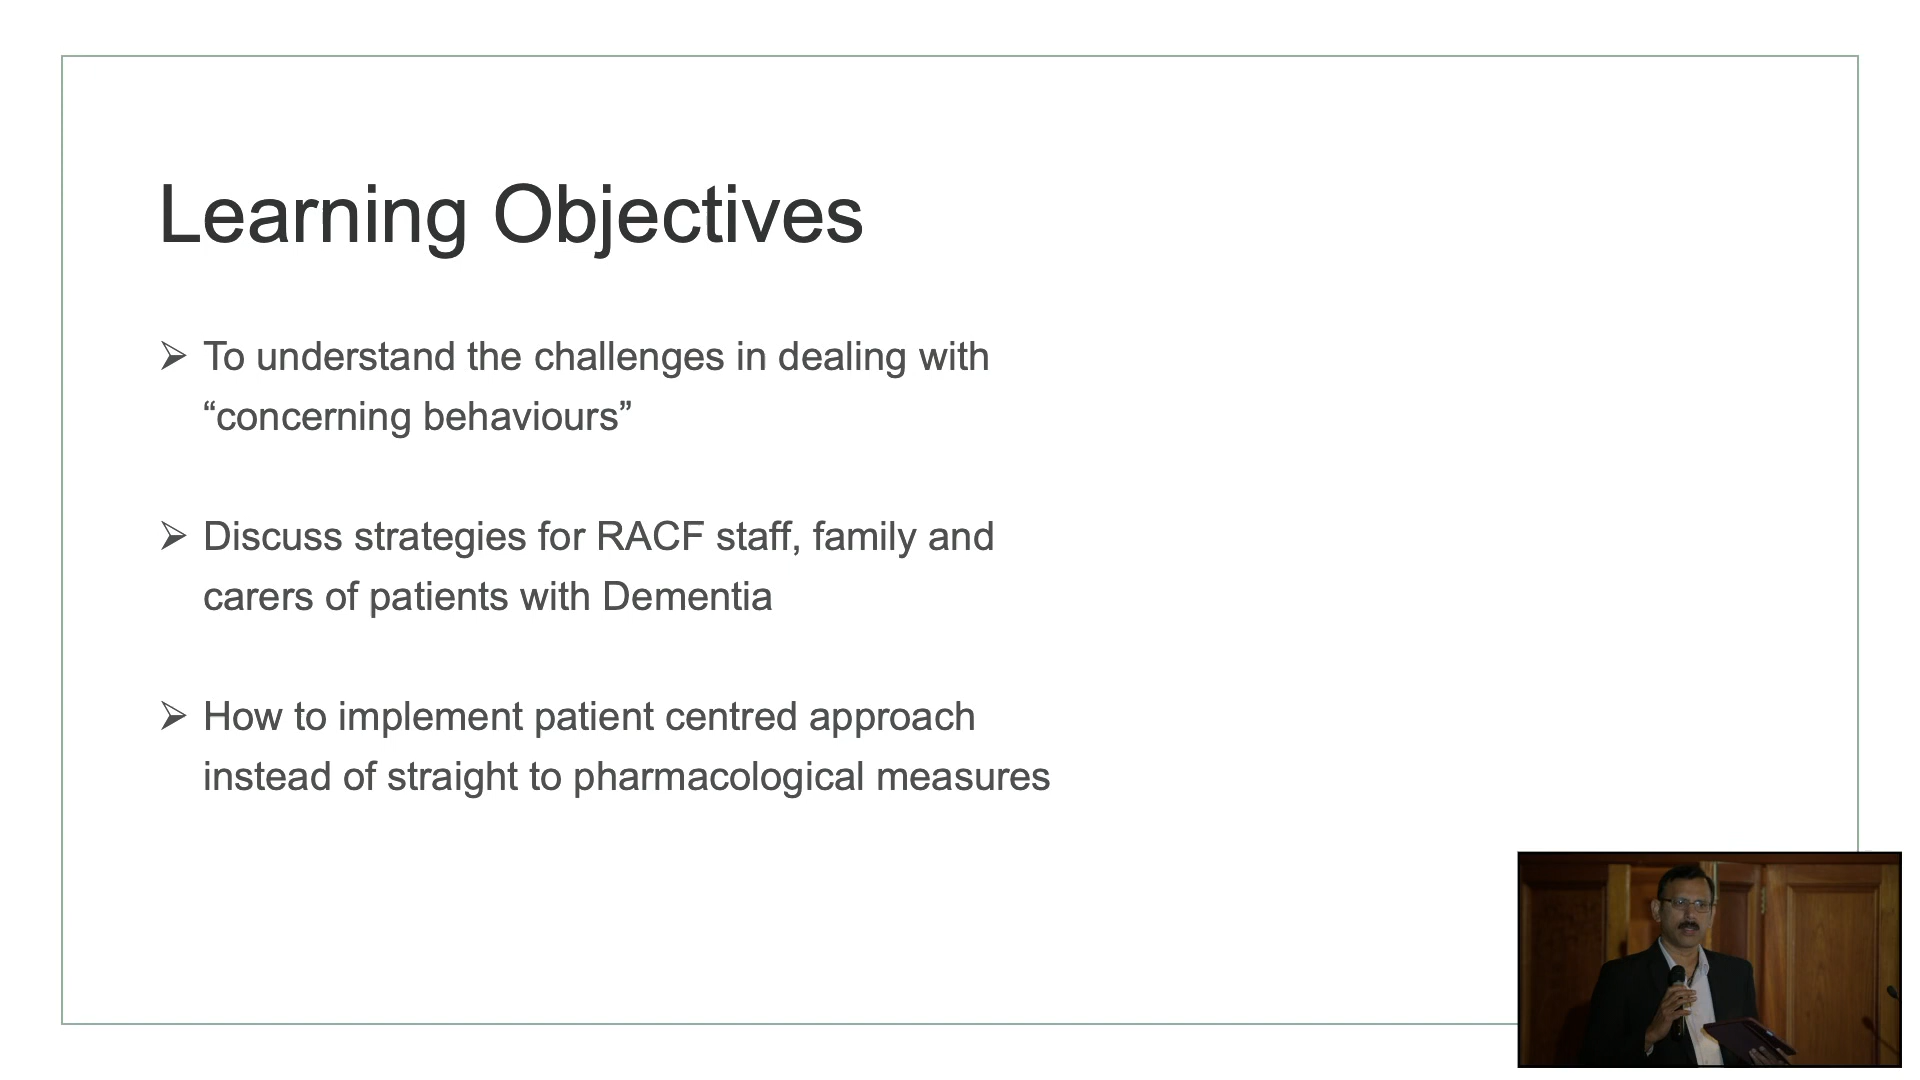 Learning Objectives
➢ To understand the challenges in dealing with
“concerning behaviours”
➢ Discuss strategies for RACF staff, family and
carers of patients with Dementia
➢ How to implement patient centred approach
instead of straight to pharmacological measures